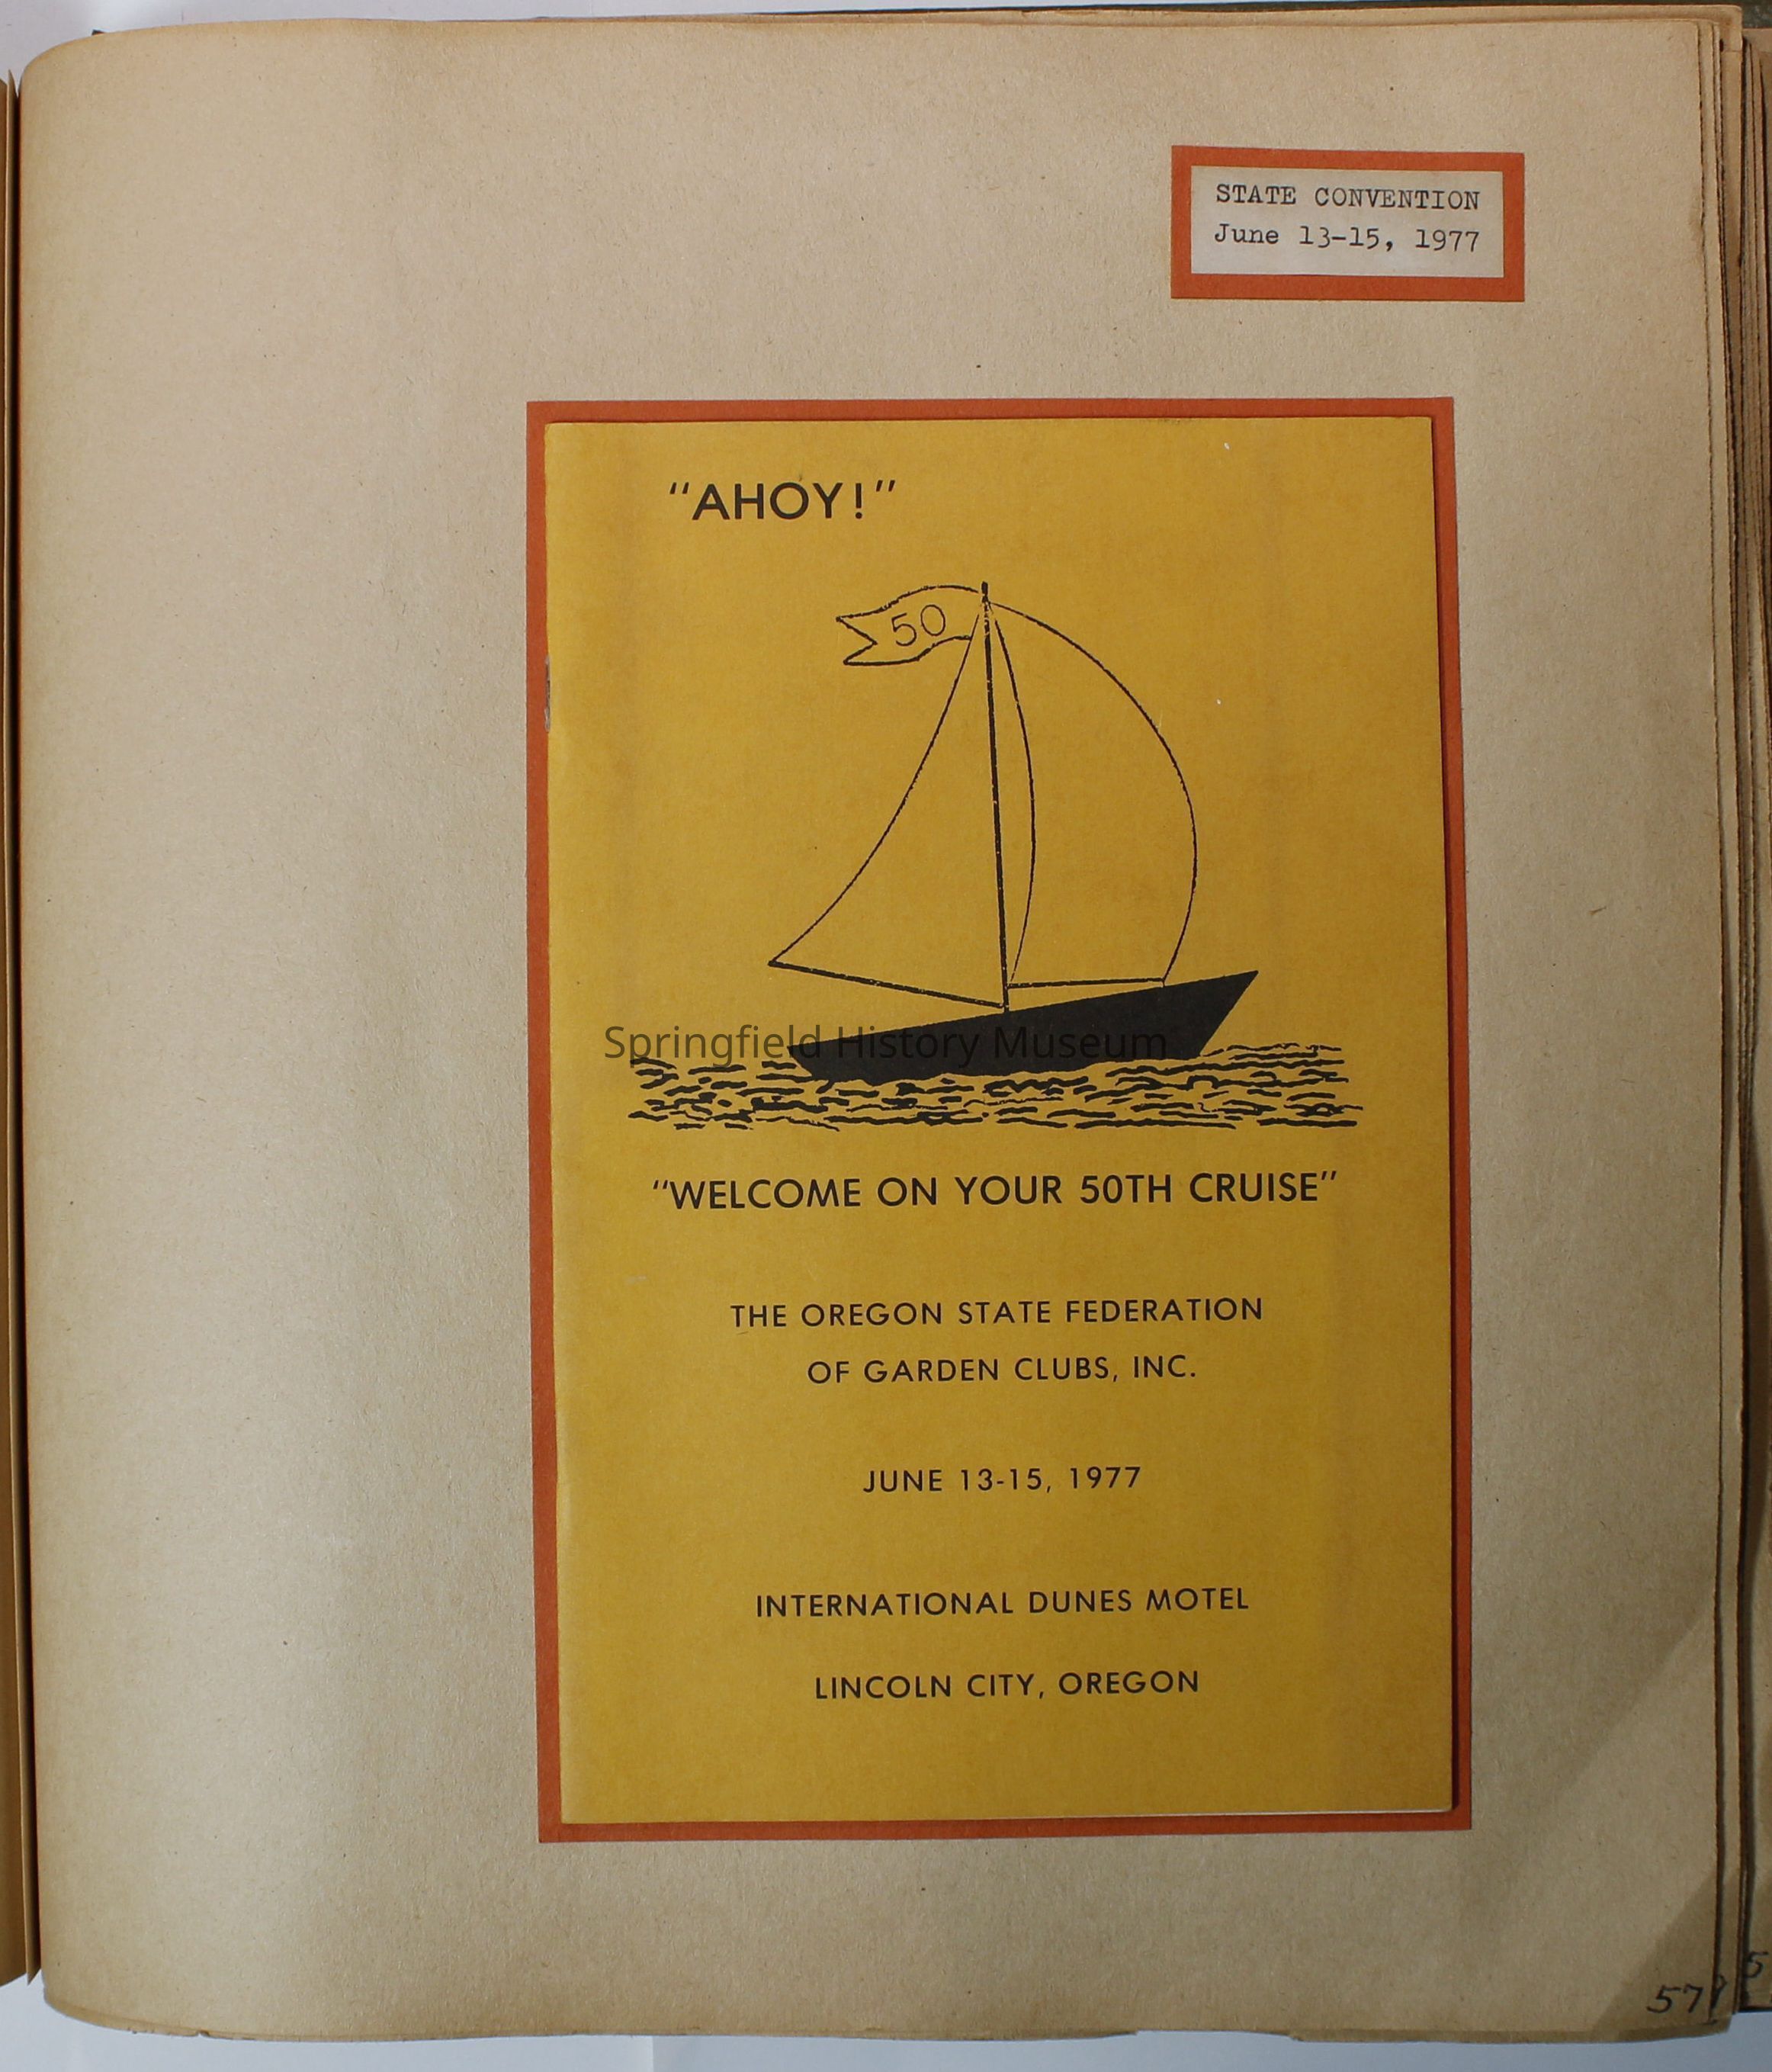 STATE CONVENTION
June 13-15, 1977
"AHOY!"
50
Springfield History Museum
"WELCOME ON YOUR 50TH CRUISE"
THE OREGON STATE FEDERATION
OF GARDEN CLUBS, INC.
JUNE 13-15, 1977
INTERNATIONAL DUNES MOTEL
LINCOLN CITY, OREGON
57
5